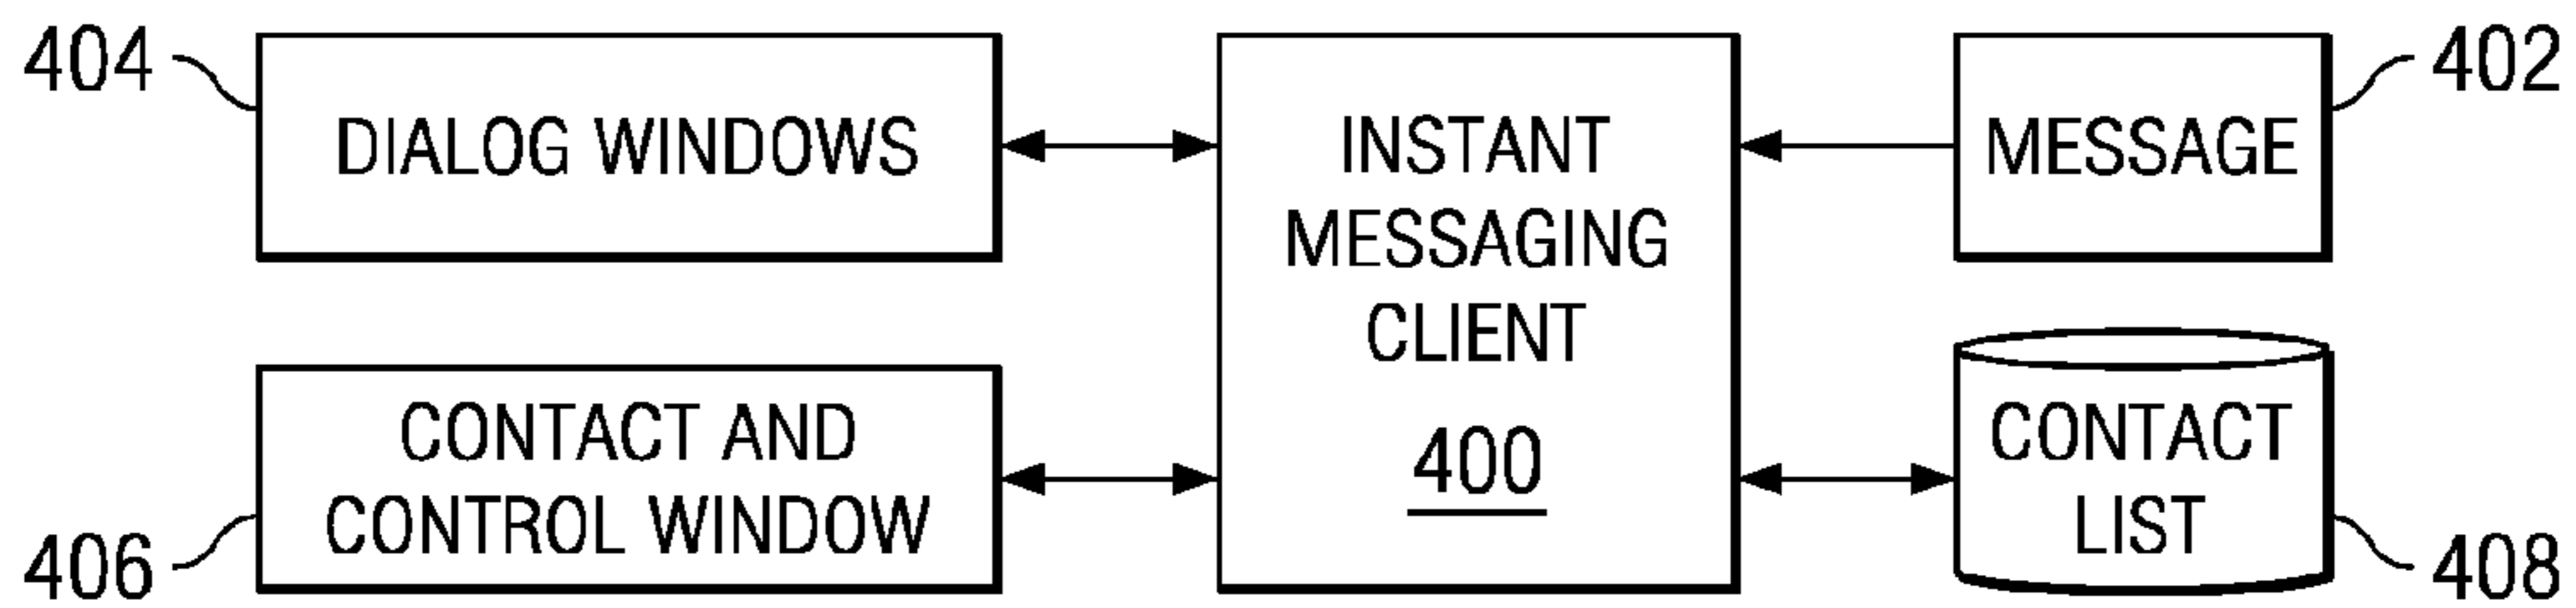 404
DIALOG WINDOWS
INSTANT
MESSAGING
CLIENT
400
MESSAGE
402
406
CONTACT AND
CONTROL WINDOW
CONTACT
LIST
408